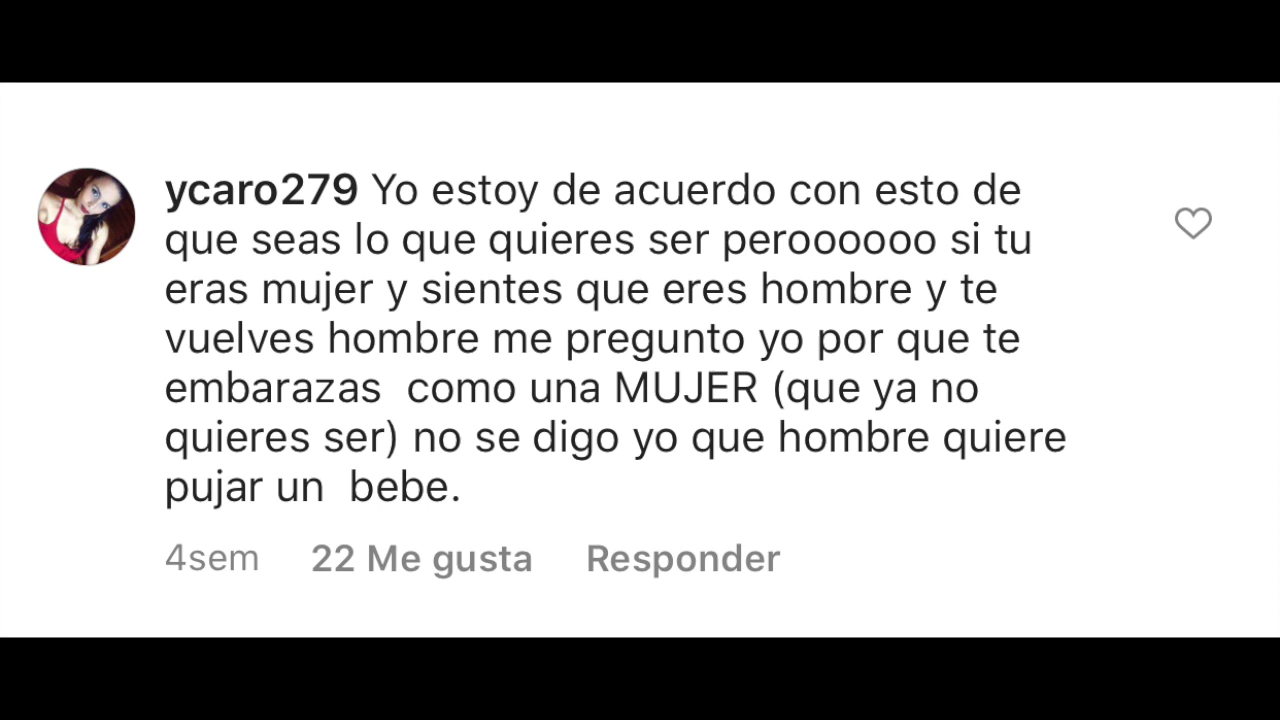 ycaro279 Yo estoy de acuerdo con esto de
que seas lo que quieres ser peroooooo si tu
eras mujer y sientes que eres hombre y te
vuelves hombre me pregunto yo por que te
embarazas  como una MUJER (que ya no
quieres ser) no se digo yo que hombre quiere
pujar un  bebe.
4sem 22 Me gusta Responder